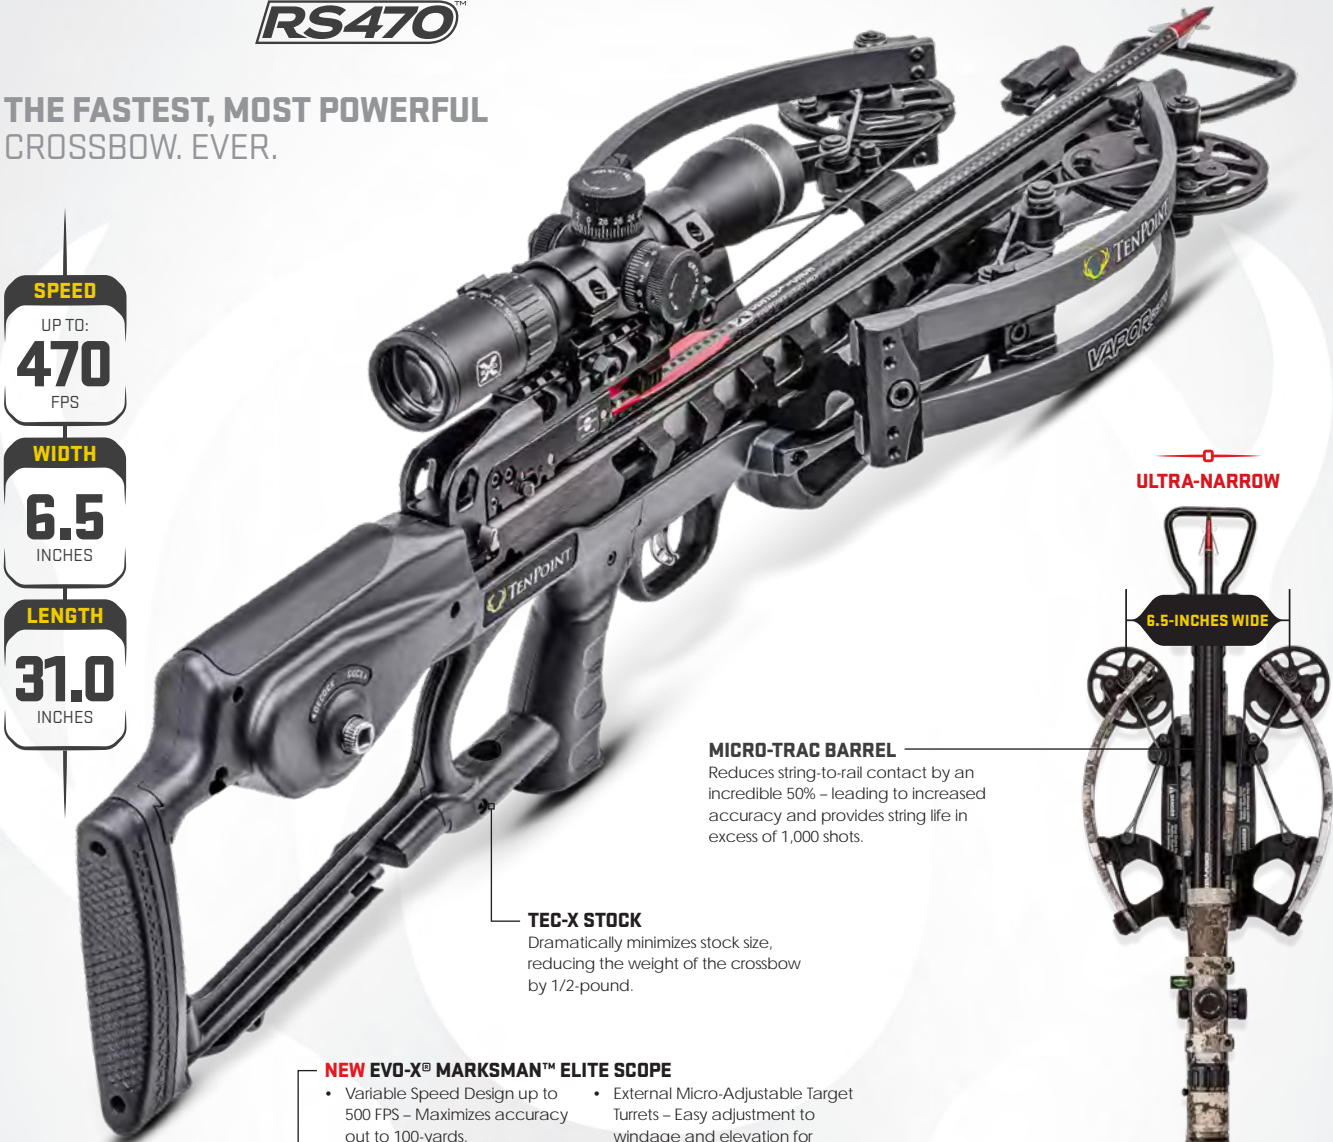 RS470™
THE FASTEST, MOST POWERFUL
CROSSBOW. EVER.
SPEED
UP TO:
470
FPS
WIDTH
6.5
INCHES
LENGTH
31.0
INCHES
TENPOINT
VAPOR
TENPOINT
DECOCK COCK
ULTRA-NARROW
6.5-INCHES WIDE
MICRO-TRAC BARREL
Reduces string-to-rail contact by an
incredible 50% – leading to increased
accuracy and provides string life in
excess of 1,000 shots.
TEC-X STOCK
Dramatically minimizes stock size,
reducing the weight of the crossbow
by 1/2-pound.
NEW EVO-X® MARKSMAN™ ELITE SCOPE
• Variable Speed Design up to
500 FPS – Maximizes accuracy
out to 100-yards.
• External Micro-Adjustable Target
Turrets – Easy adjustment to
windage and elevation for